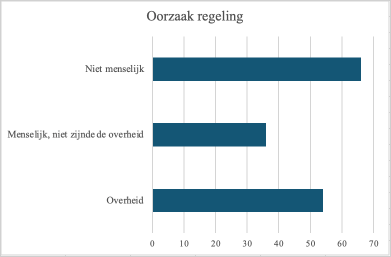 Oorzaak regeling
Niet menselijk
Menselijk, niet zijnde de overheid
Overheid
0 10 20 30 40 50 60 70